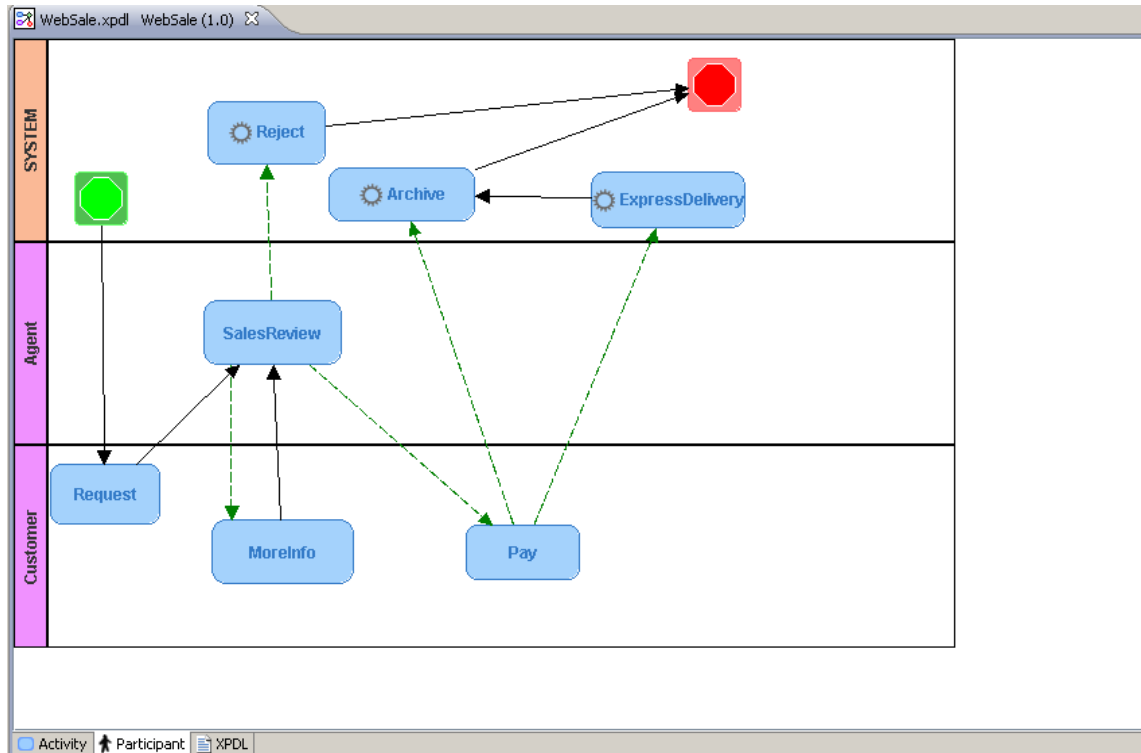 WebSale.xpdl WebSale (1.0)
SYSTEM
Reject
Archive
ExpressDelivery
Agent
SalesReview
Customer
Request
MoreInfo
Pay
Activity
Participant
XPDL